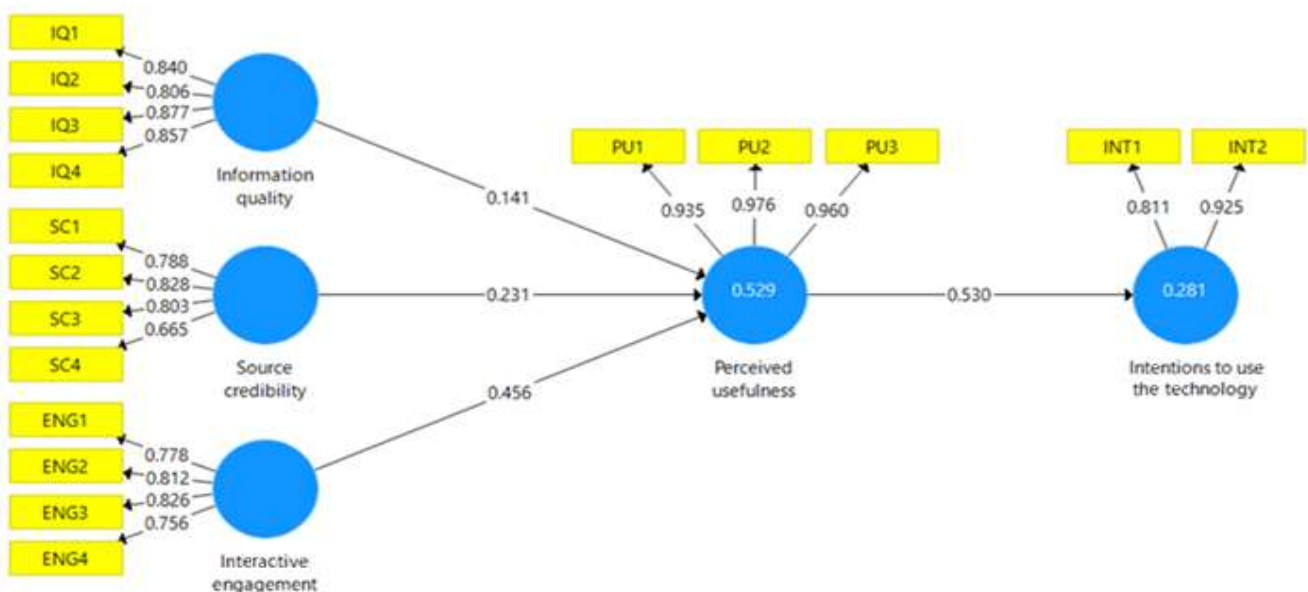 IQ1
IQ2
IQ3
IQ4
0.840
0.806
0.877
0.857
Information
quality
SC1
SC2
SC3
SC4
0.788
0.828
0.803
0.665
Source
credibility
ENG1
ENG2
ENG3
ENG4
0.778
0.812
0.826
0.756
Interactive
engagement
0.141
0.231
0.456
PU1
PU2
PU3
0.935
0.976
0.960
0.529
Perceived
usefulness
0.530
INT1
INT2
0.811
0.925
0.281
Intentions to use
the technology